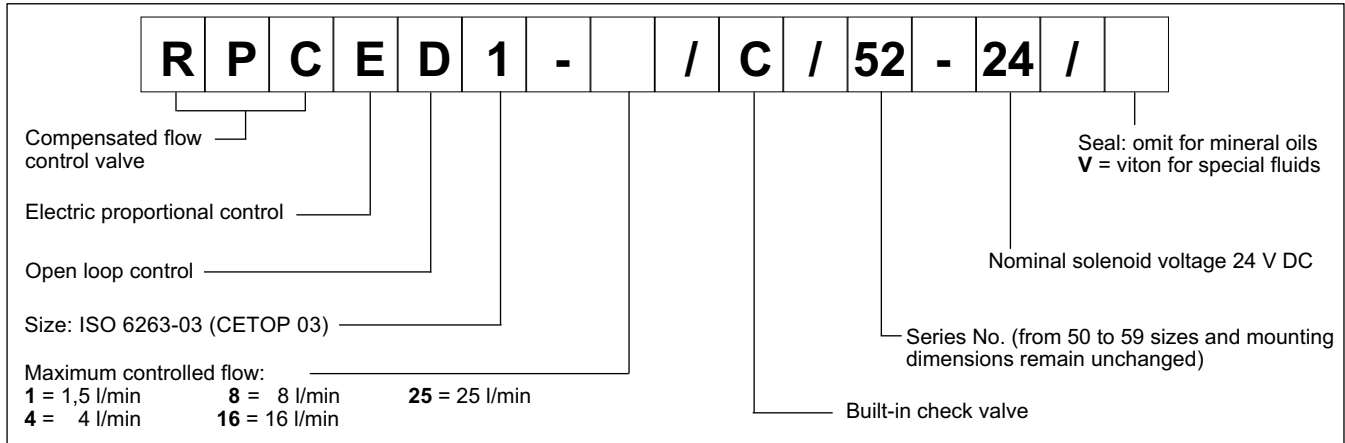 R P C E D 1 - / C / 52 - 24 /
Compensated flow
control valve
Seal: omit for mineral oils
V = viton for special fluids
Electric proportional control
Open loop control
Nominal solenoid voltage 24 V DC
Size: ISO 6263-03 (CETOP 03)
Series No. (from 50 to 59 sizes and mounting
dimensions remain unchanged)
Maximum controlled flow:
1 = 1,5 l/min 8 = 8 l/min 25 = 25 l/min
4 = 4 l/min 16 = 16 l/min
Built-in check valve